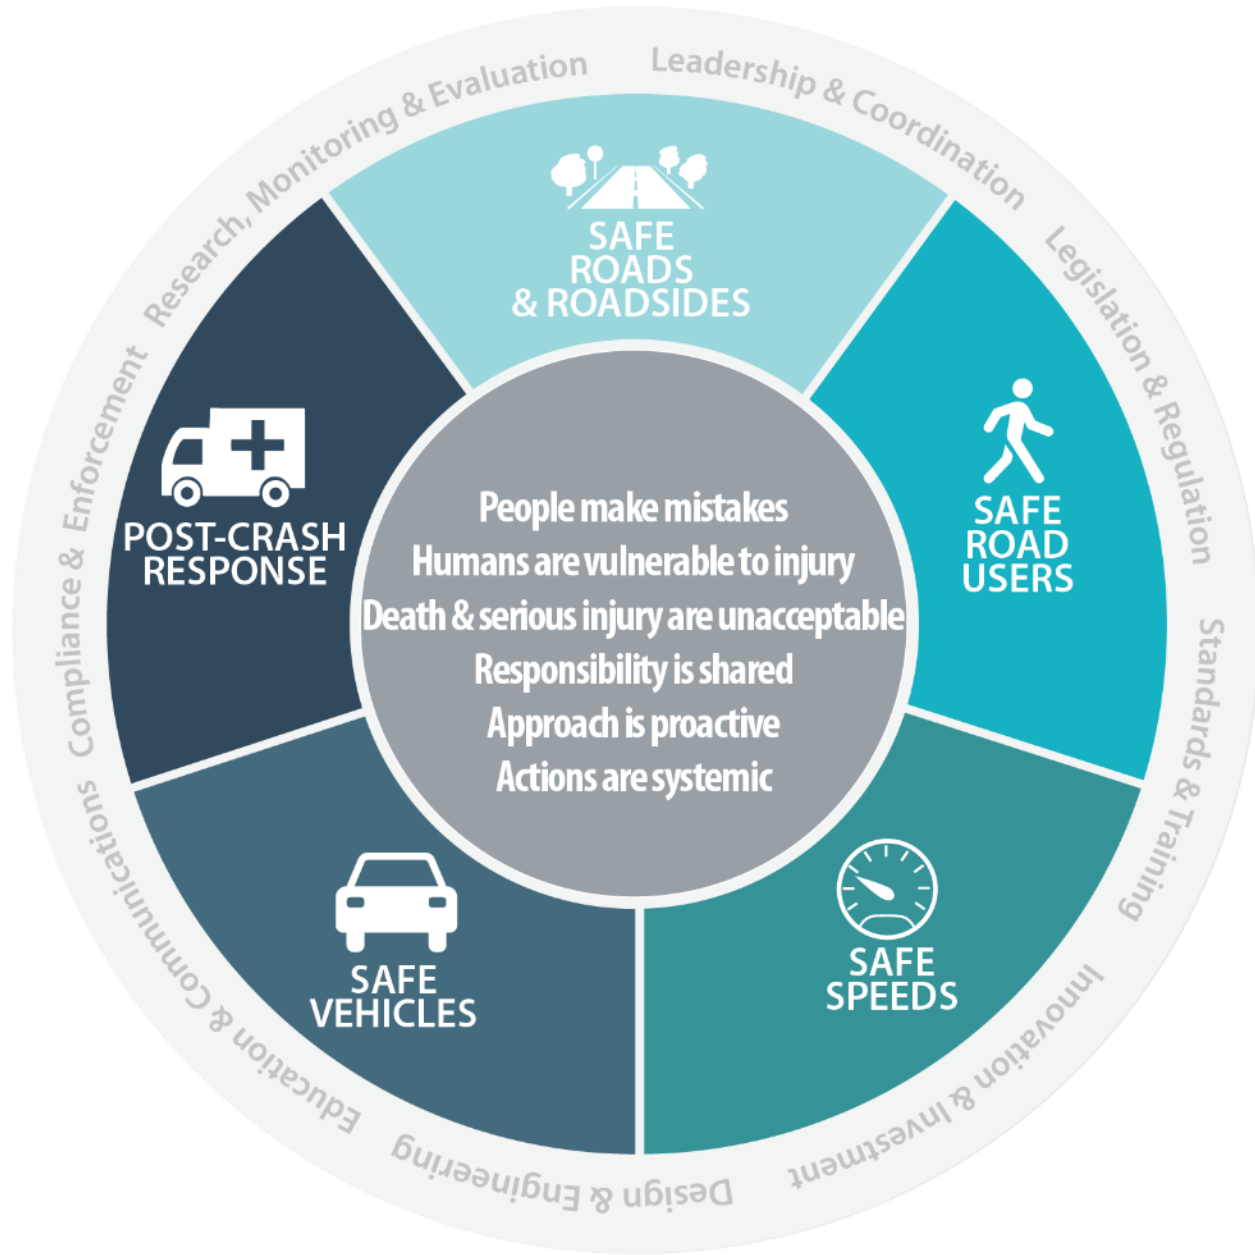 Leadership & Coordination
Legislation & Regulation
Standards & Training
Innovation & Investment
Design & Engineering
Education & Communications
Compliance & Enforcement
Research, Monitoring & Evaluation
SAFE
ROADS
& ROADSIDES
SAFE
ROAD
USERS
SAFE
SPEEDS
SAFE
VEHICLES
POST-CRASH
RESPONSE
People make mistakes
Humans are vulnerable to injury
Death & serious injury are unacceptable
Responsibility is shared
Approach is proactive
Actions are systemic